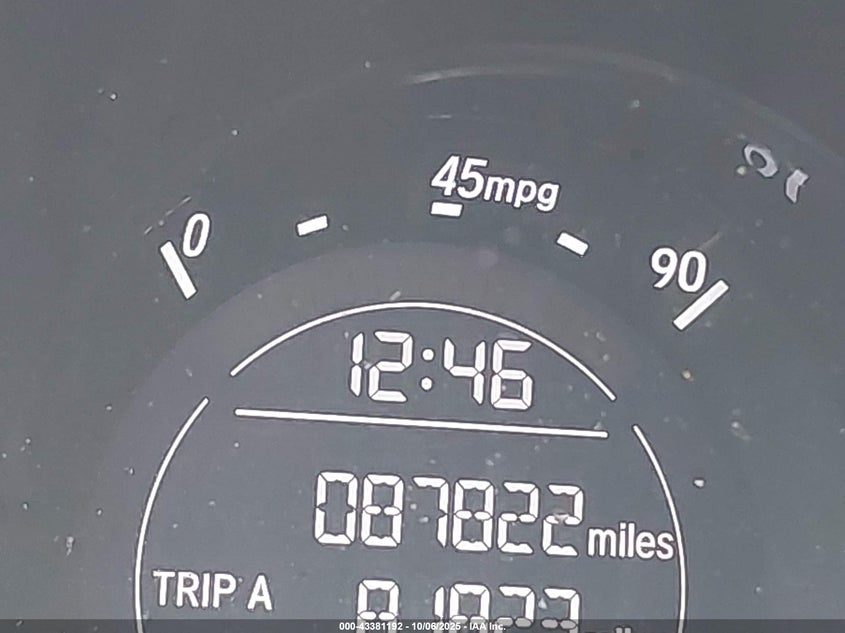 45mpg
0
90
12:46
087822 miles
TRIP A
000-43381192 - 10/06/2025 - IAA Inc.